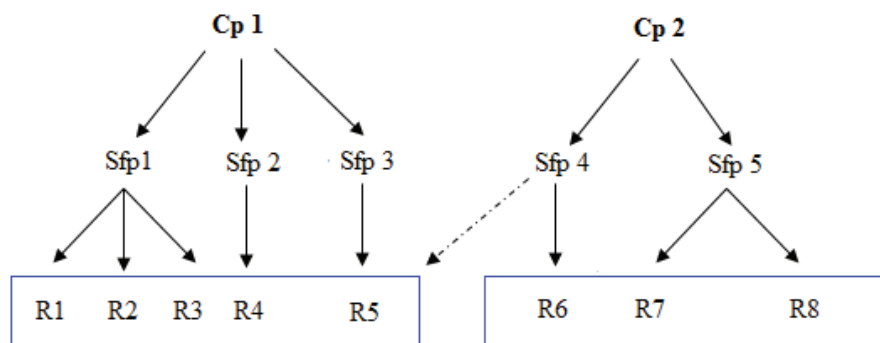 Cp 1 Cp 2
Sfp1 Sfp 2 Sfp 3 Sfp 4 Sfp 5
R1 R2 R3 R4 R5 R6 R7 R8